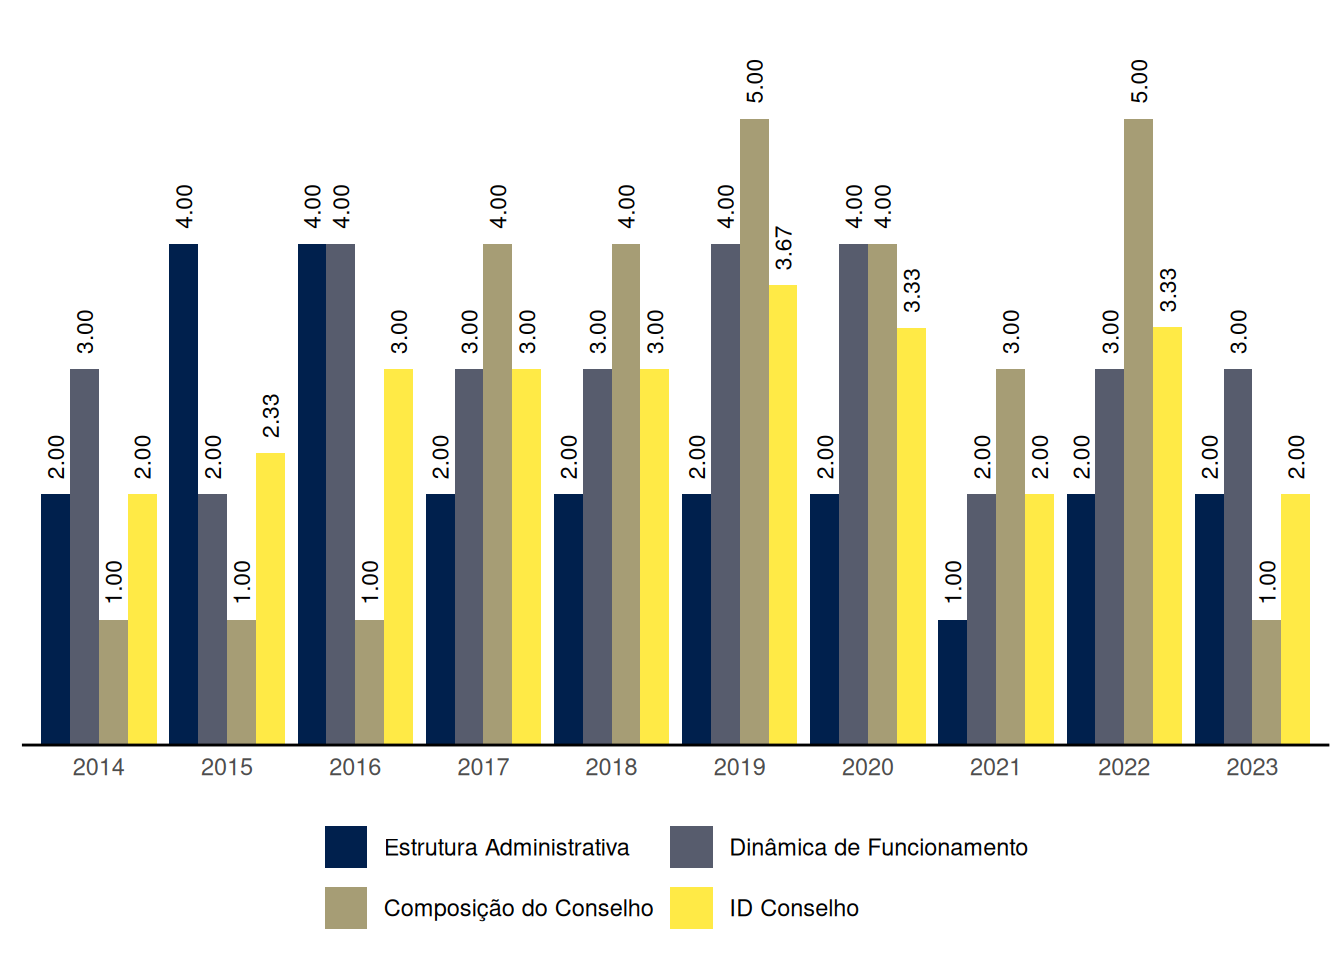 5.00 5.00
4.00 4.00 4.00 4.00 4.00 4.00 4.00 4.00
3.67
3.33 3.33
3.00 3.00 3.00 3.00 3.00 3.00 3.00 3.00 3.00
2.33
2.00 2.00 2.00 2.00 2.00 2.00 2.00 2.00 2.00 2.00 2.00 2.00
1.00 1.00 1.00 1.00 1.00
2014 2015 2016 2017 2018 2019 2020 2021 2022 2023
Estrutura Administrativa Dinâmica de Funcionamento
Composição do Conselho ID Conselho